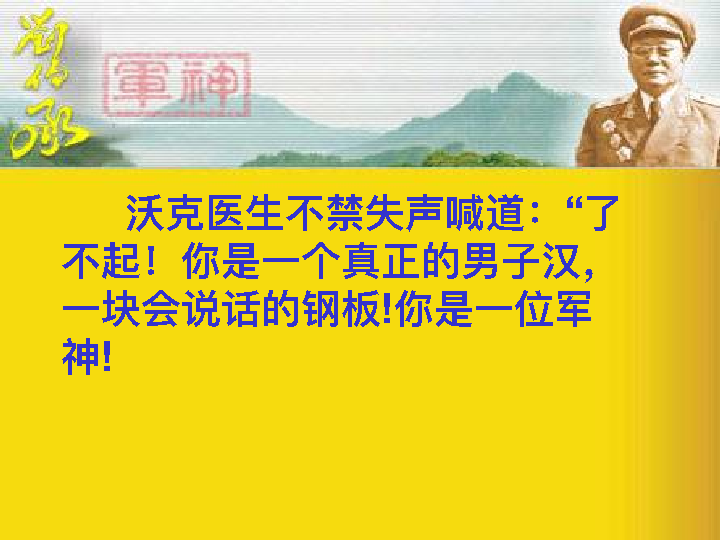 劉伯承
軍神
沃克医生不禁失声喊道：“了
不起！你是一个真正的男子汉，
一块会说话的钢板!你是一位军
神!